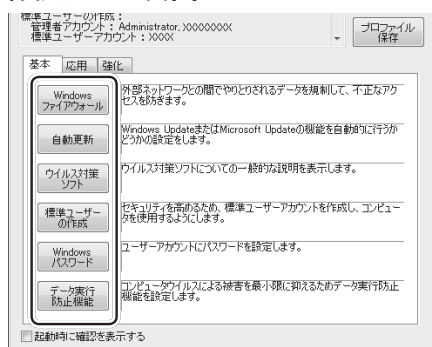 標準ユーザーの作成：
管理者アカウント： Administrator, XXXXXXXX
標準ユーザーアカウント： XXXX
プロファイル
保存
基本 応用 強化
Windows
ファイアウォール
外部ネットワークとの間でやりとりされるデータを規制して、不正なアク
セスを防ぎます。
自動更新
Windows UpdateまたはMicrosoft Updateの機能を自動的に行うか
どうかの設定をします。
ウイルス対策
ソフト
ウイルス対策ソフトについての一般的な説明を表示します。
標準ユーザー
の作成
セキュリティを高めるため、標準ユーザーアカウントを作成し、コンピュー
タを使用するようにします。
Windows
パスワード
ユーザーアカウントにパスワードを設定します。
データ実行
防止機能
コンピュータウイルスによる被害を最小限に抑えるためデータ実行防止
機能を設定します。
起動時に確認を表示する